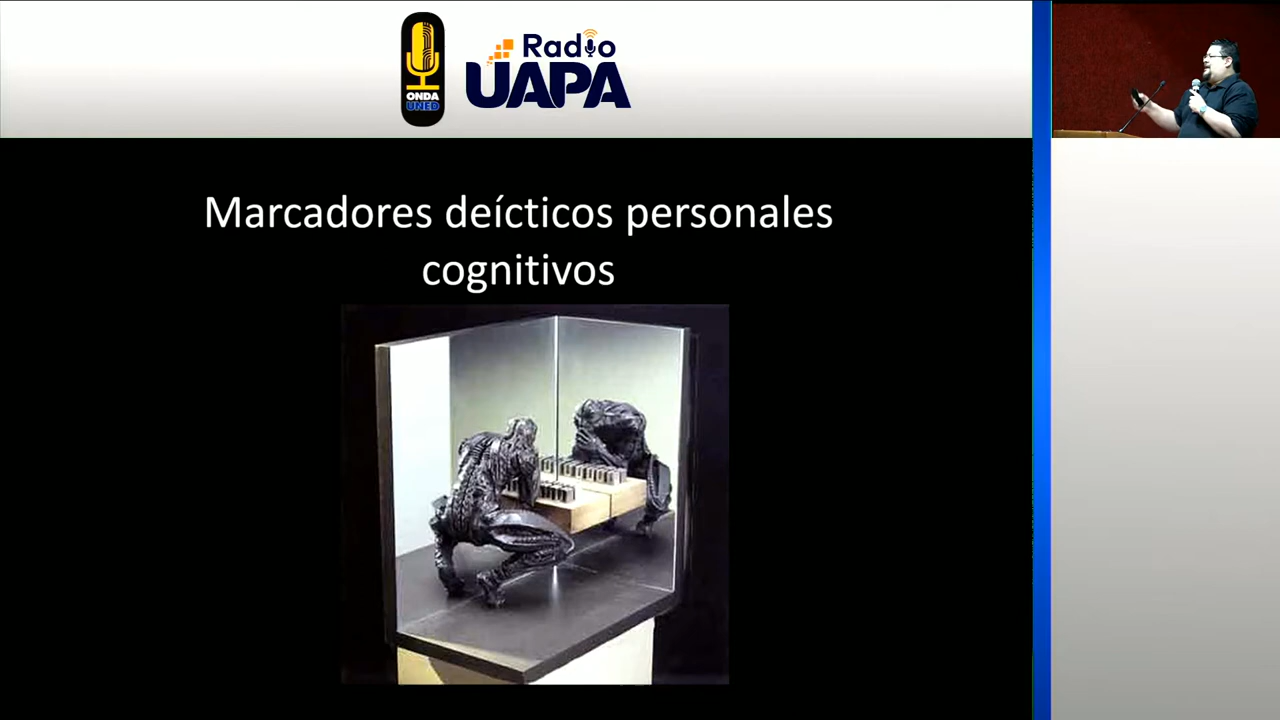 ONDA
UNED
Radio
UAPA
Marcadores deícticos personales
cognitivos